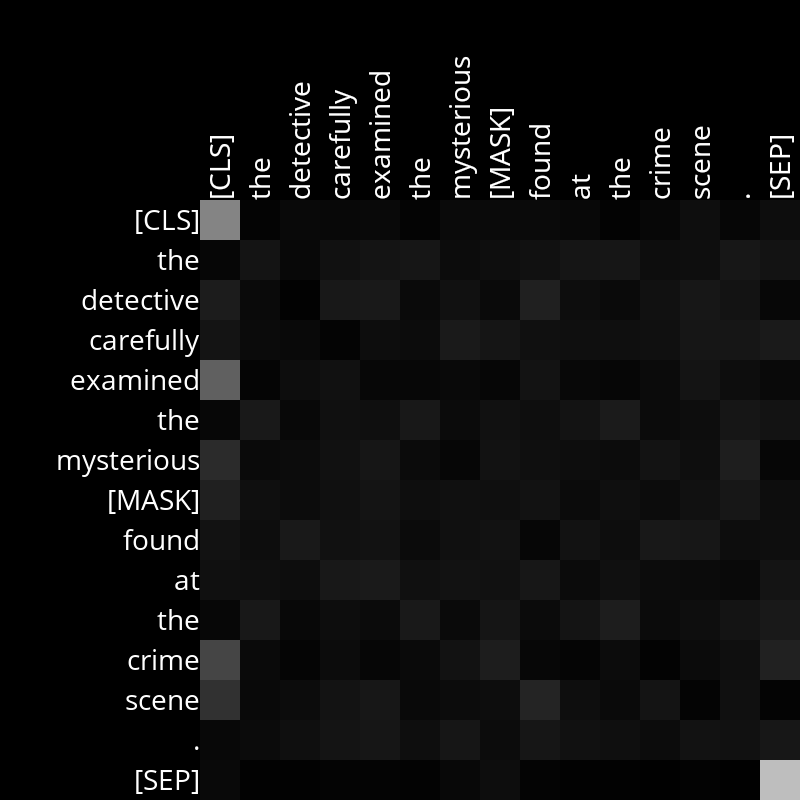 [CLS] the detective carefully examined the mysterious [MASK] found at the crime scene . [SEP]
[CLS]
the
detective
carefully
examined
the
mysterious
[MASK]
found
at
the
crime
scene
.
[SEP]